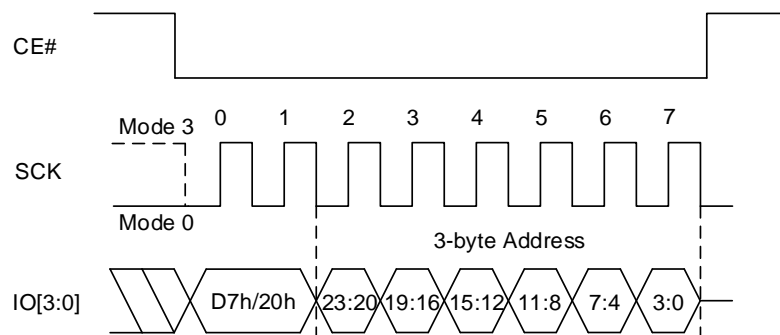 CE#
Mode 3 0 1 2 3 4 5 6 7
SCK
Mode 0
3-byte Address
IO[3:0] D7h/20h 23:20 19:16 15:12 11:8 7:4 3:0